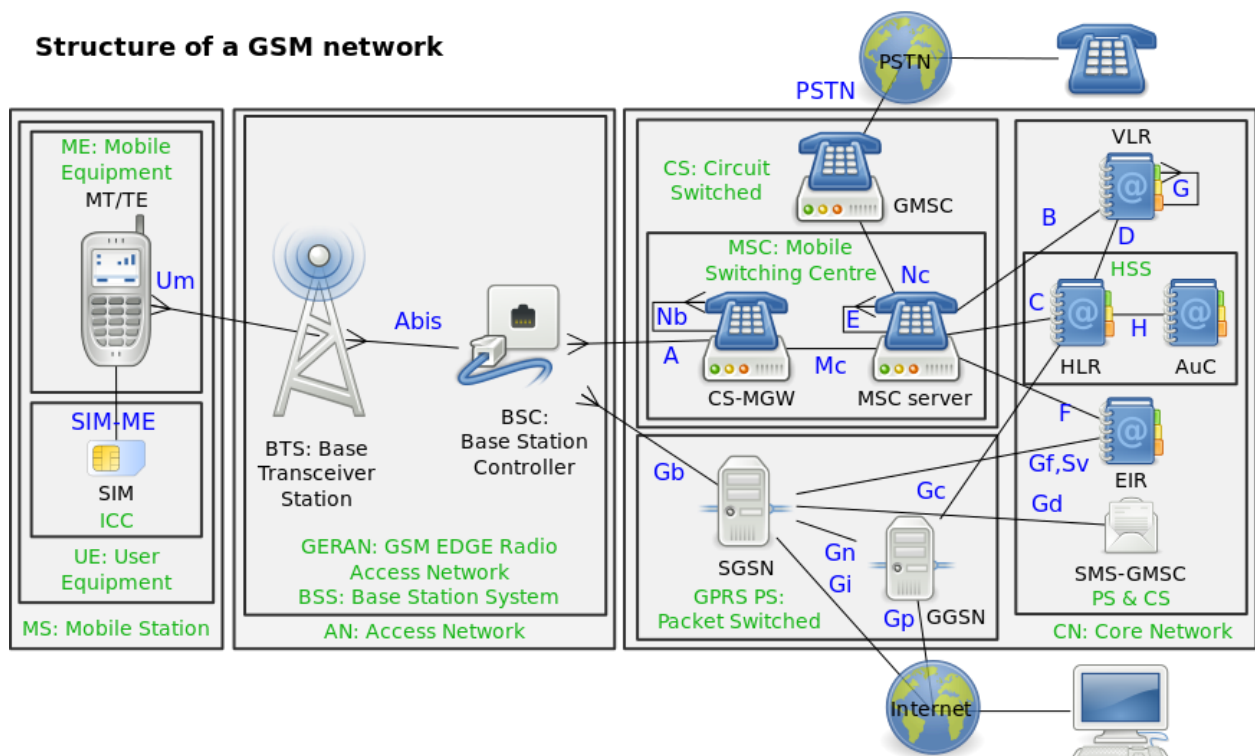 Structure of a GSM network
PSTN
PSTN
ME: Mobile
Equipment
MT/TE
Um
SIM-ME
SIM
ICC
UE: User
Equipment
MS: Mobile Station
Abis
BTS: Base
Transceiver
Station
BSC:
Base Station
Controller
GERAN: GSM EDGE Radio
Access Network
BSS: Base Station System
AN: Access Network
CS: Circuit
Switched
GMSC
MSC: Mobile
Switching Centre
Nc
Nb
E
A
Mc
CS-MGW
MSC server
VLR
G
B
D
HSS
C
H
HLR
AuC
F
Gf,Sv
EIR
Gb
Gc
Gd
SGSN
Gn
Gi
GPRS PS:
Packet Switched
Gp
GGSN
SMS-GMSC
PS & CS
CN: Core Network
Internet